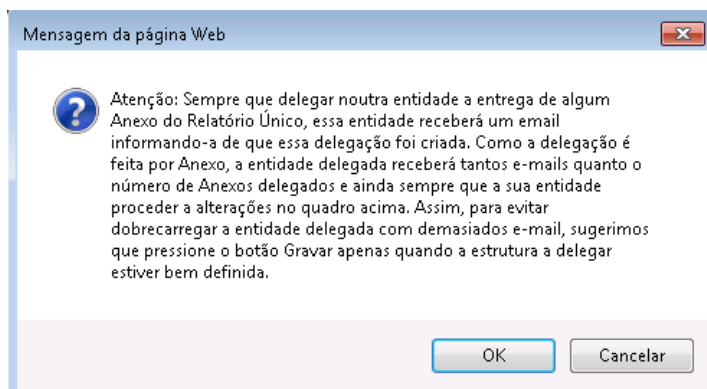 Mensagem da página Web
Atenção: Sempre que delegar noutra entidade a entrega de algum
Anexo do Relatório Único, essa entidade receberá um email
informando-a de que essa delegação foi criada. Como a delegação é
feita por Anexo, a entidade delegada receberá tantos e-mails quanto o
número de Anexos delegados e ainda sempre que a sua entidade
proceder a alterações no quadro acima. Assim, para evitar
dobrecarregar a entidade delegada com demasiados e-mail, sugerimos
que pressione o botão Gravar apenas quando a estrutura a delegar
estiver bem definida.
OK
Cancelar